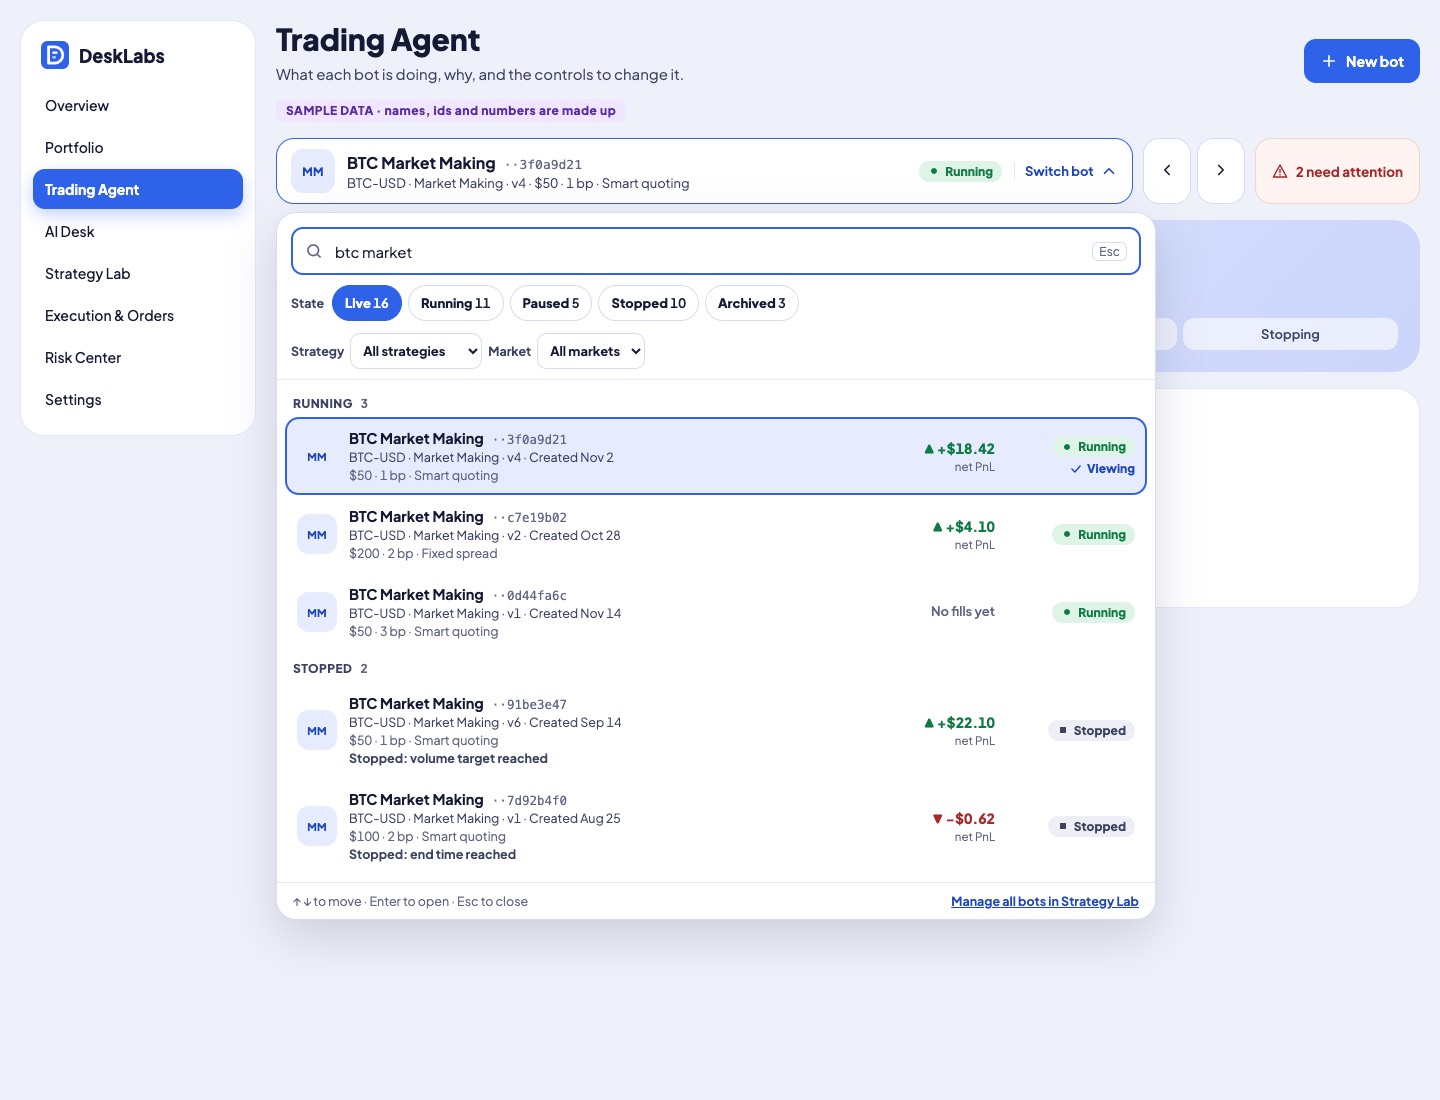 DeskLabs
Overview
Portfolio
Trading Agent
AI Desk
Strategy Lab
Execution & Orders
Risk Center
Settings
Trading Agent
What each bot is doing, why, and the controls to change it.
SAMPLE DATA · names, ids and numbers are made up
+ New bot
MM
BTC Market Making ··3f0a9d21
BTC-USD · Market Making · v4 · $50 · 1 bp · Smart quoting
Running
Switch bot
2 need attention
btc market
Esc
State Live 16 Running 11 Paused 5 Stopped 10 Archived 3
Strategy All strategies Market All markets
Stopping
RUNNING 3
MM
BTC Market Making ··3f0a9d21
BTC-USD · Market Making · v4 · Created Nov 2
$50 · 1 bp · Smart quoting
▲ +$18.42
net PnL
Running
✓ Viewing
MM
BTC Market Making ··c7e19b02
BTC-USD · Market Making · v2 · Created Oct 28
$200 · 2 bp · Fixed spread
▲ +$4.10
net PnL
Running
MM
BTC Market Making ··0d44fa6c
BTC-USD · Market Making · v1 · Created Nov 14
$50 · 3 bp · Smart quoting
No fills yet
Running
STOPPED 2
MM
BTC Market Making ··91be3e47
BTC-USD · Market Making · v6 · Created Sep 14
$50 · 1 bp · Smart quoting
Stopped: volume target reached
▲ +$22.10
net PnL
Stopped
MM
BTC Market Making ··7d92b4f0
BTC-USD · Market Making · v1 · Created Aug 25
$100 · 2 bp · Smart quoting
Stopped: end time reached
▼ −$0.62
net PnL
Stopped
↑↓ to move · Enter to open · Esc to close
Manage all bots in Strategy Lab